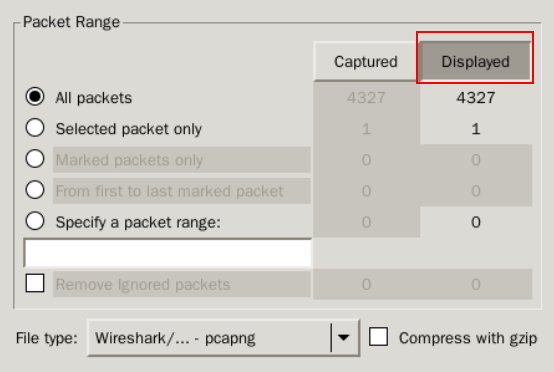 Packet Range
Captured Displayed
All packets 4327 4327
Selected packet only 1 1
Marked packets only 0 0
From first to last marked packet 0 0
Specify a packet range: 0 0
Remove Ignored packets 0 0
File type: Wireshark/... - pcapng Compress with gzip